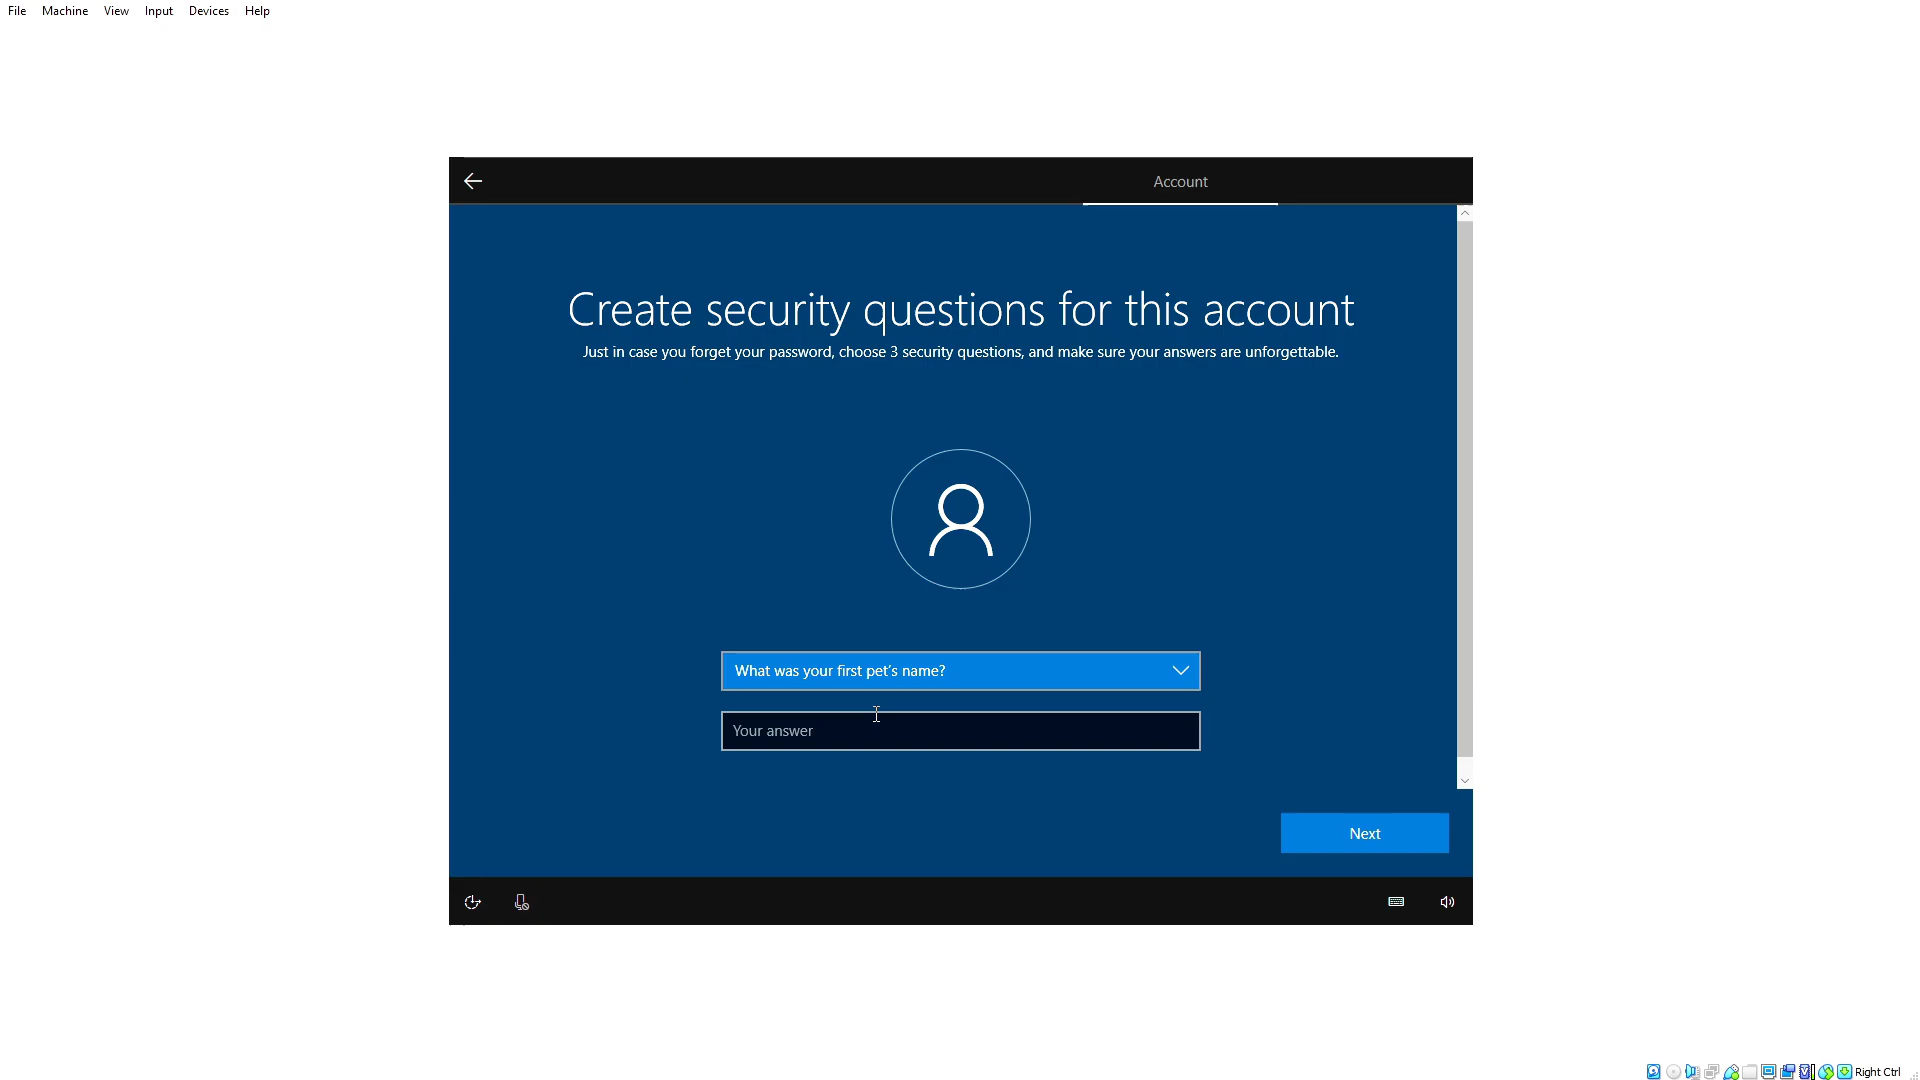 File Machine View Input Devices Help
Account
Create security questions for this account
Just in case you forget your password, choose 3 security questions, and make sure your answers are unforgettable.
What was your first pet's name?
Your answer
Next
Right Ctrl